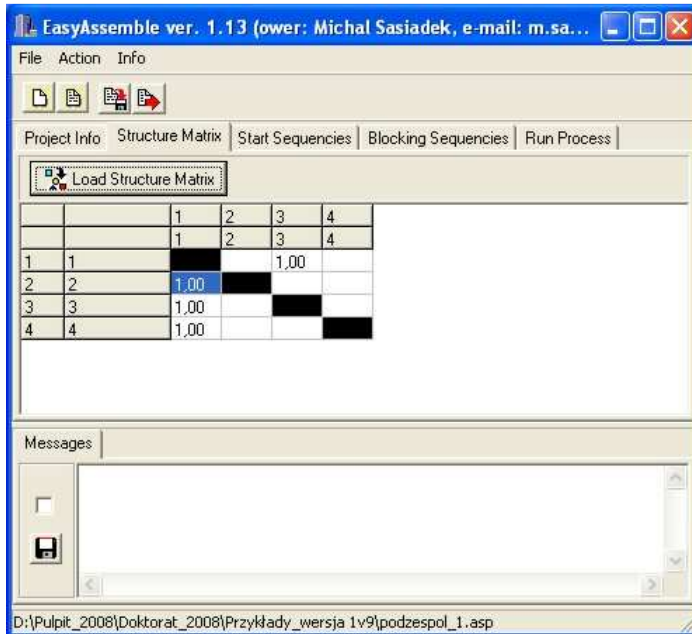 EasyAssemble ver. 1.13 (ower: Michal Sasiadek, e-mail: m.sa...
File Action Info
Project Info Structure Matrix Start Sequencies Blocking Sequencies Run Process
Load Structure Matrix
1 2 3 4
1 2 3 4
1 1 1,00
2 2 1,00
3 3 1,00
4 4 1,00
Messages
D:\Pulpit_2008\Doktorat_2008\Przykłady_wersja 1v9\podzespol_1.asp